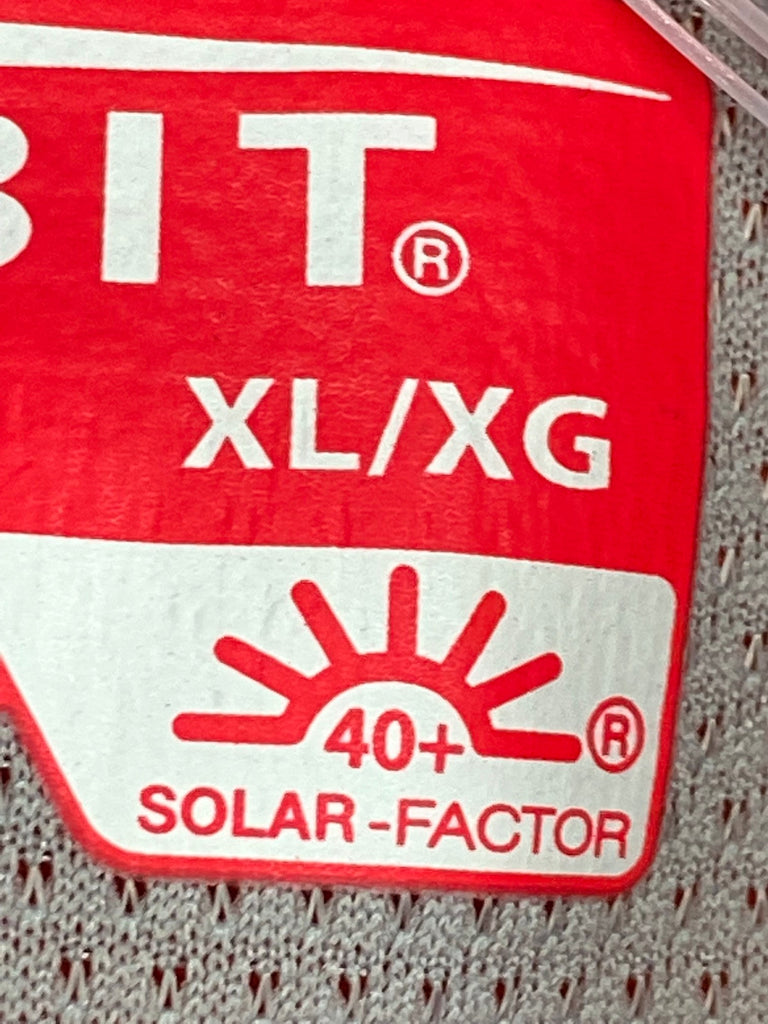 BIT®
XL/XG
40+ ®
SOLAR-FACTOR